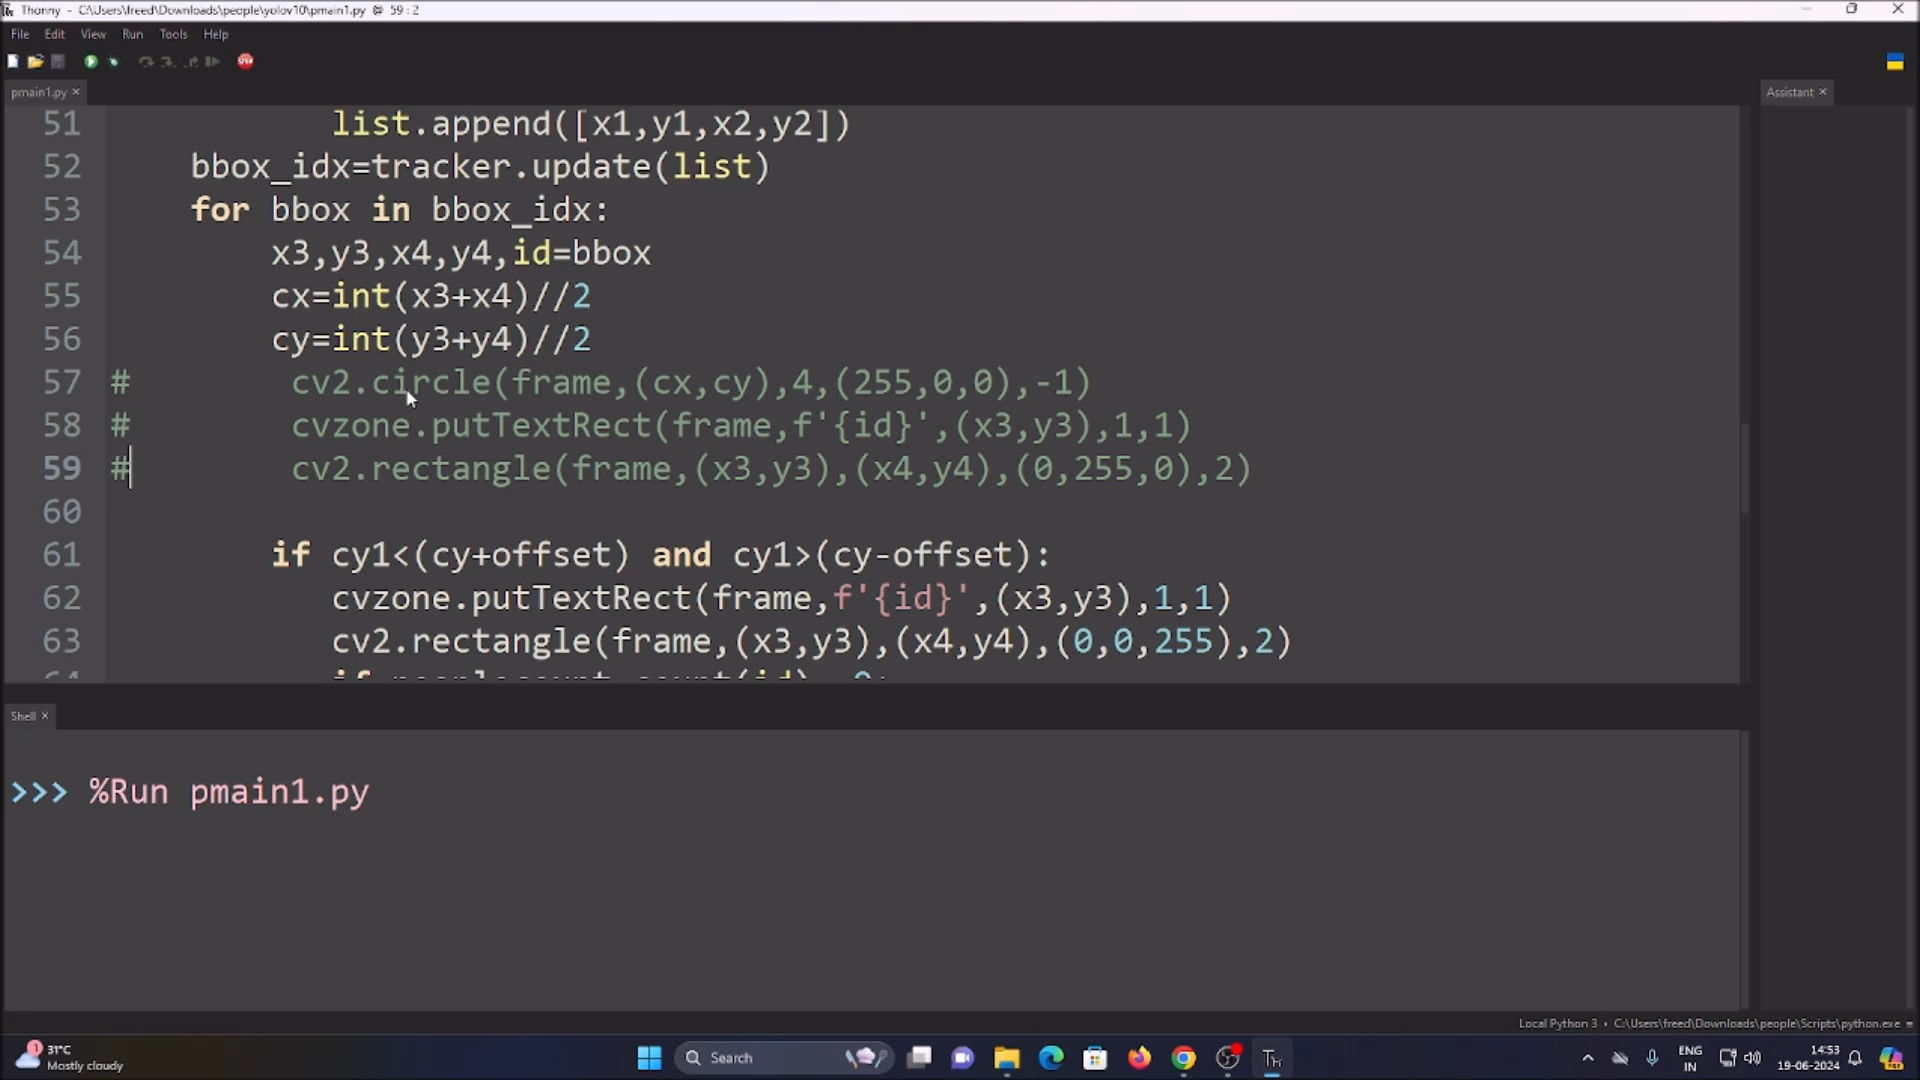 Thonny - C:\Users\freed\Downloads\people\yolov10\pmain1.py @ 59 : 2
File Edit View Run Tools Help
pmain1.py ×
Assistant ×
51 list.append([x1,y1,x2,y2])
52 bbox_idx=tracker.update(list)
53 for bbox in bbox_idx:
54 x3,y3,x4,y4,id=bbox
55 cx=int(x3+x4)//2
56 cy=int(y3+y4)//2
57 # cv2.circle(frame,(cx,cy),4,(255,0,0),-1)
58 # cvzone.putTextRect(frame,f'{id}',(x3,y3),1,1)
59 # cv2.rectangle(frame,(x3,y3),(x4,y4),(0,255,0),2)
60
61 if cy1<(cy+offset) and cy1>(cy-offset):
62 cvzone.putTextRect(frame,f'{id}',(x3,y3),1,1)
63 cv2.rectangle(frame,(x3,y3),(x4,y4),(0,0,255),2)
Shell ×
>>> %Run pmain1.py
Local Python 3 • C:\Users\freed\Downloads\people\Scripts\python.exe
1
31°C
Mostly cloudy
Search
ENG
IN
14:53
19-06-2024